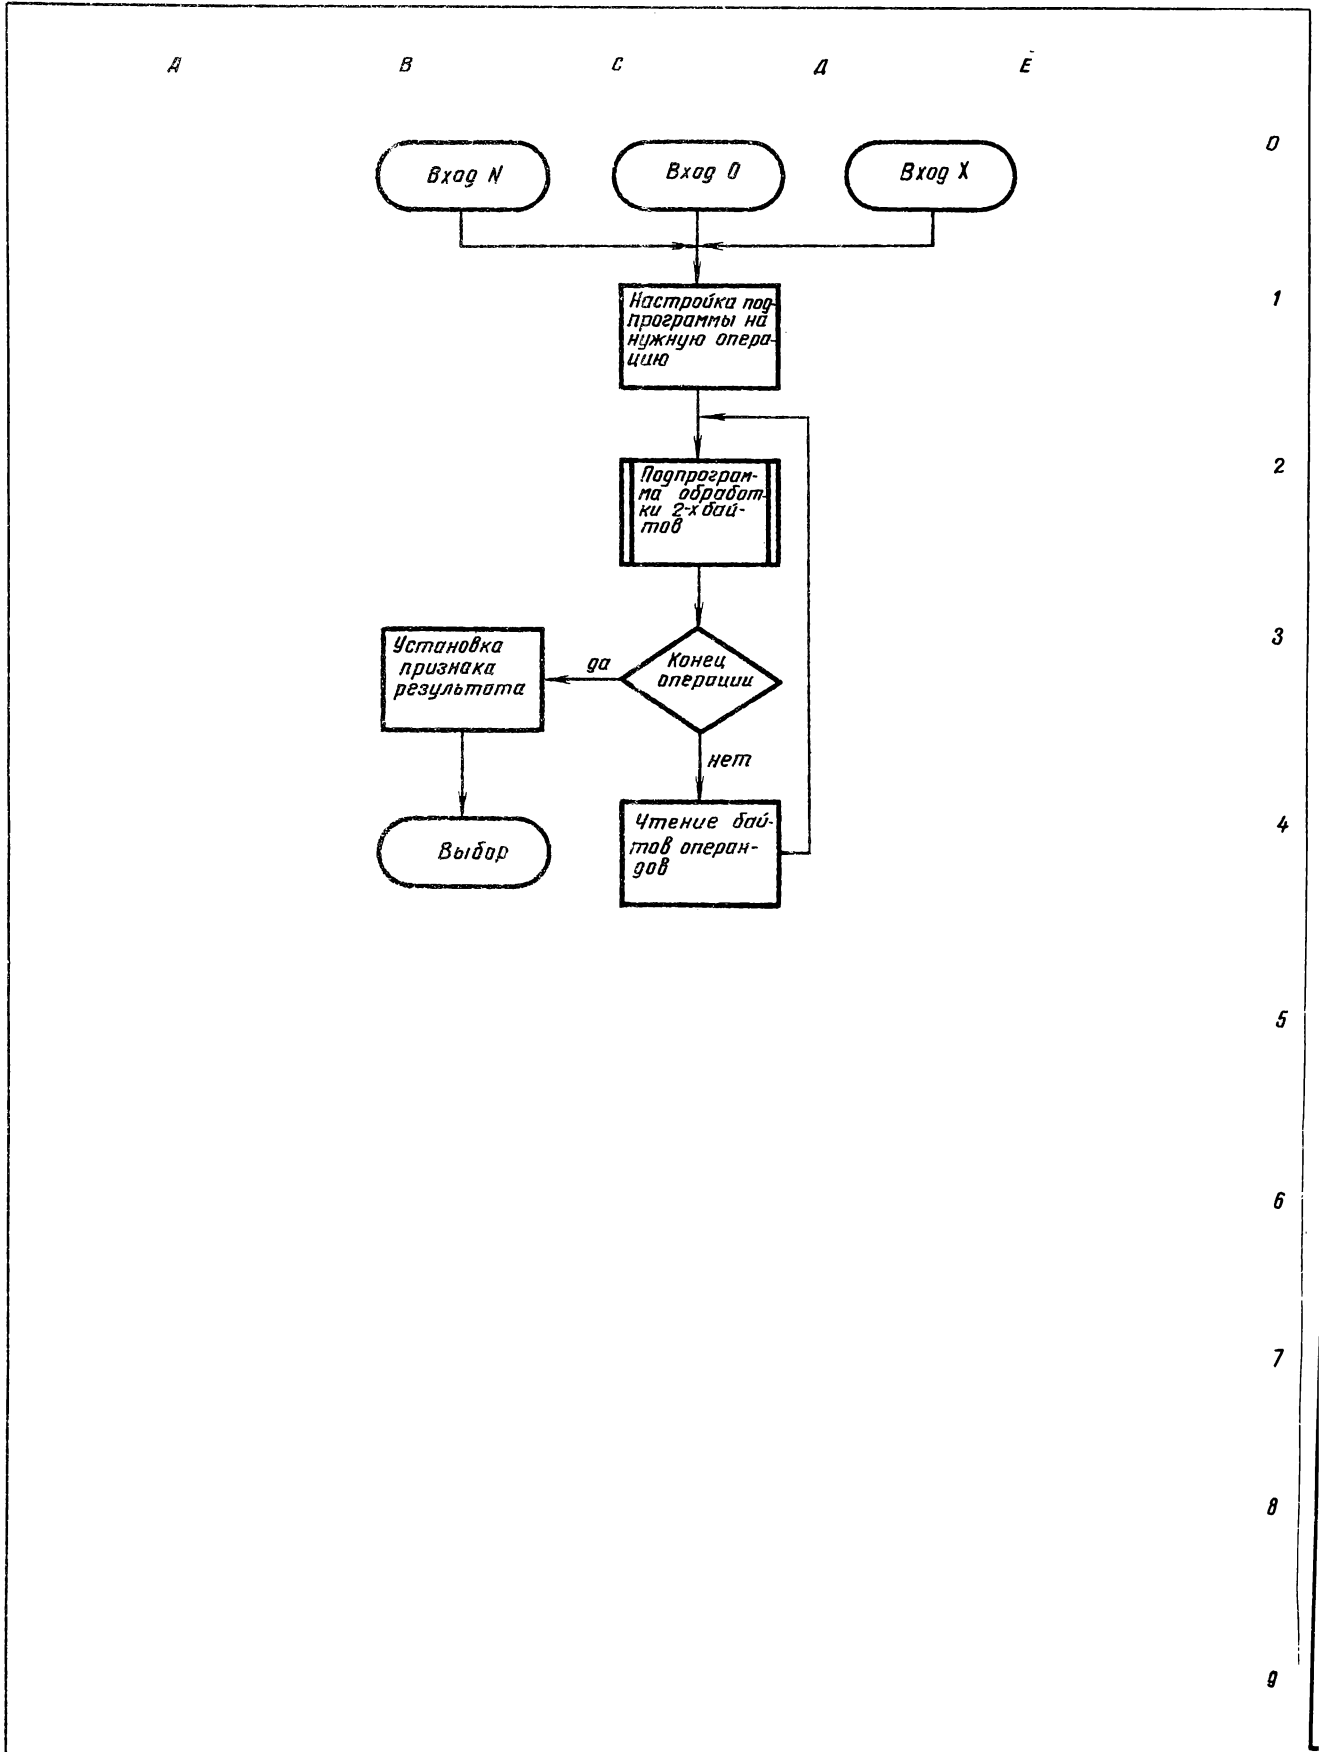 А В С Д Е
0
Вход N Вход 0 Вход X
1
Настройка под-
программы на
нужную опера-
цию
2
Подпрограм-
ма обработ-
ки 2-х бай-
тов
3
Установка
признака
результата
да
Конец
операции
нет
4
Чтение бай-
тов операн-
дов
Выбор
5
6
7
8
9